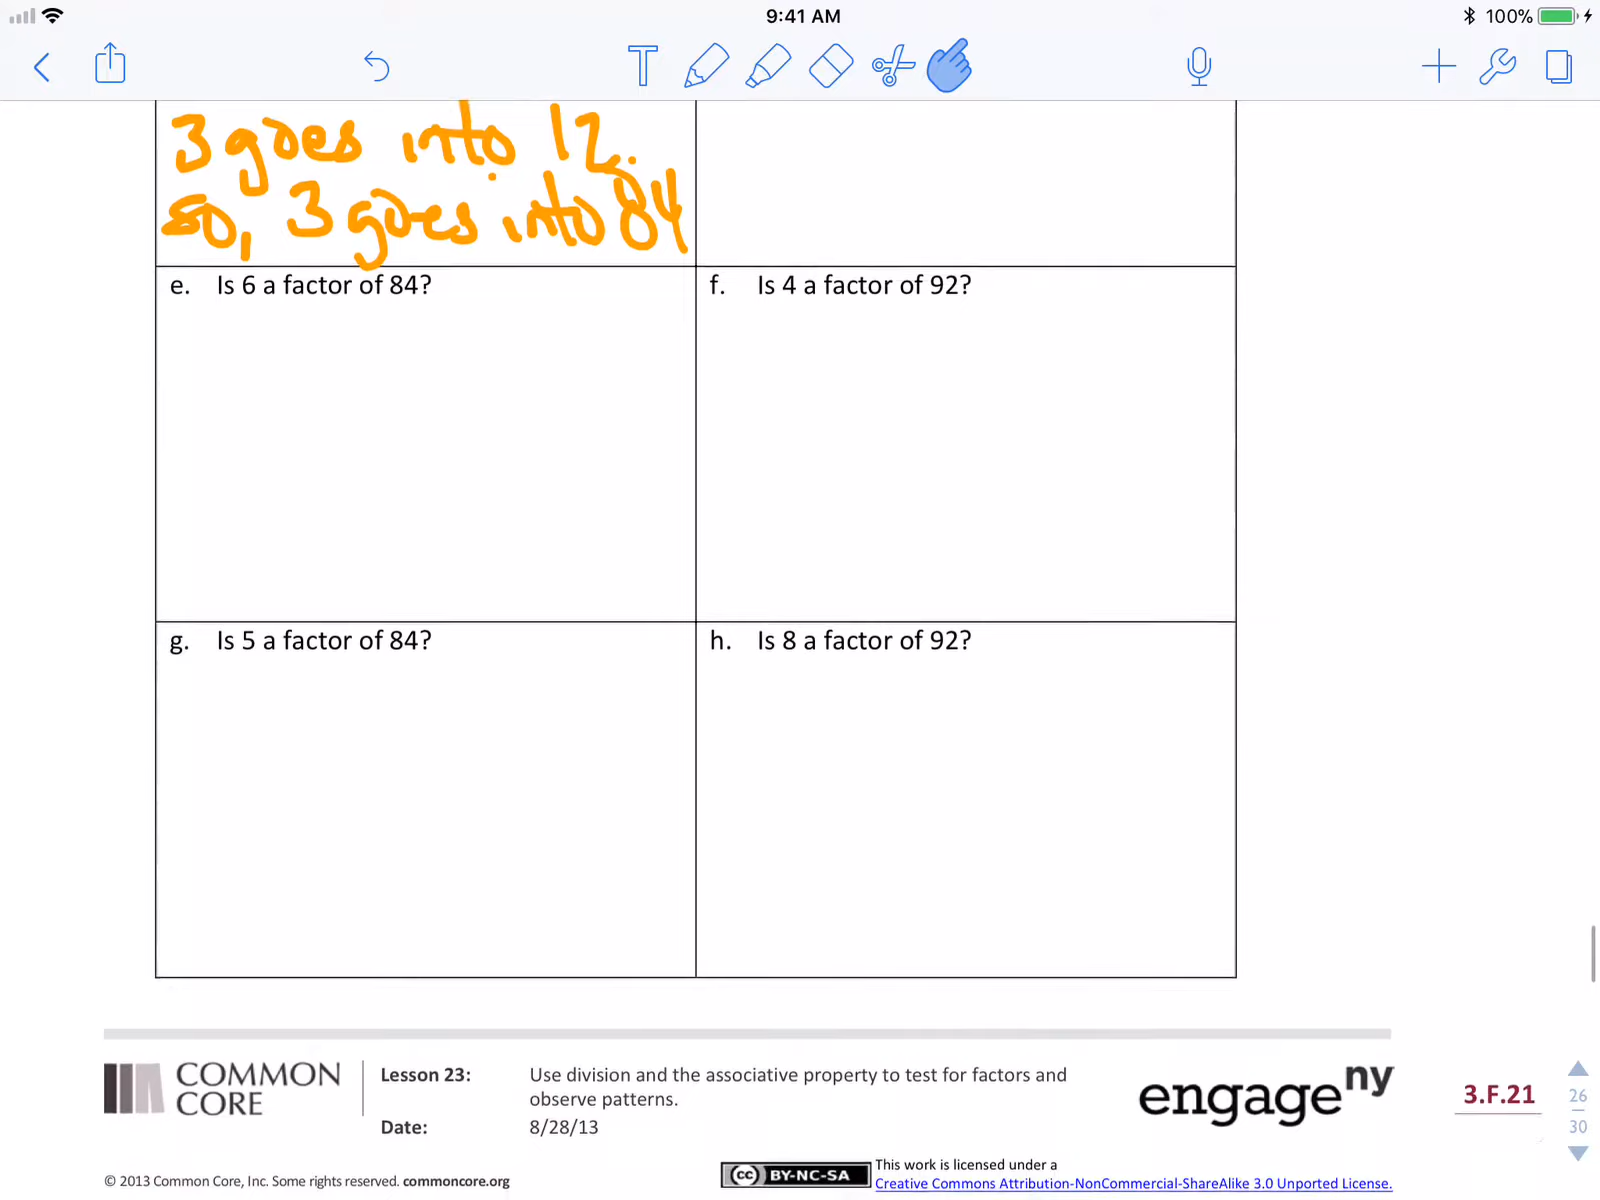 9:41 AM
100%
3 goes into 12.
so, 3 goes into 84
e. Is 6 a factor of 84?
f. Is 4 a factor of 92?
g. Is 5 a factor of 84?
h. Is 8 a factor of 92?
COMMON
CORE
Lesson 23:
Use division and the associative property to test for factors and
observe patterns.
Date:
8/28/13
engage ny
3.F.21
26
30
© 2013 Common Core, Inc. Some rights reserved. commoncore.org
cc BY-NC-SA
This work is licensed under a
Creative Commons Attribution-NonCommercial-ShareAlike 3.0 Unported License.